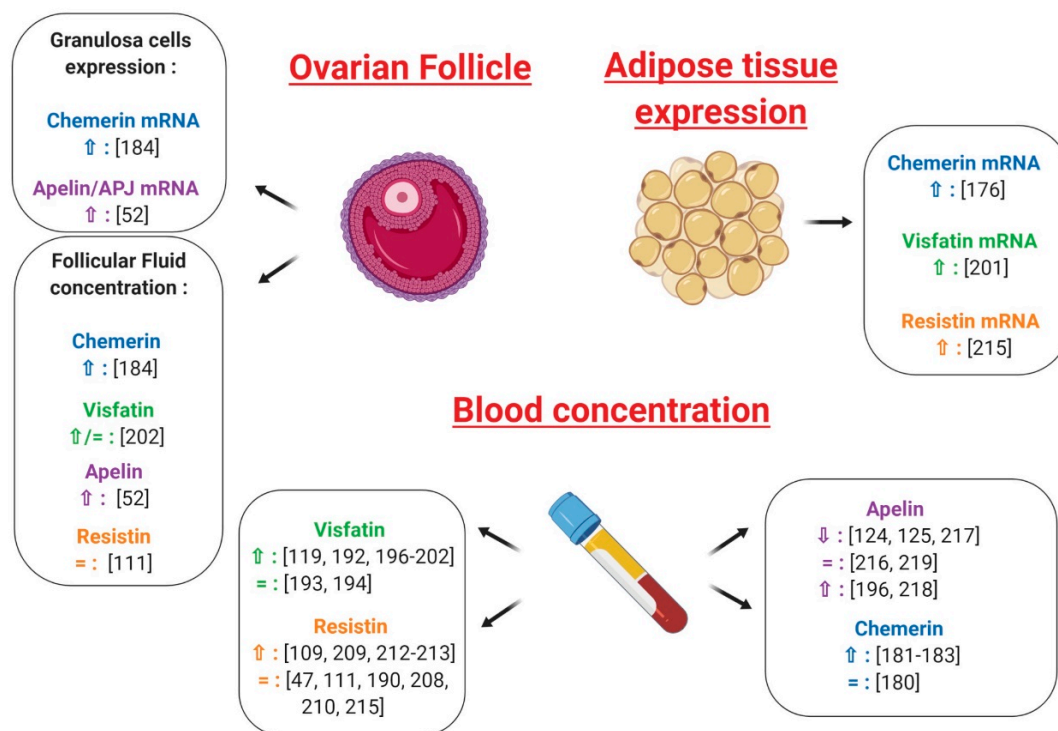 Granulosa cells
expression :
Chemerin mRNA
⇧ : [184]
Apelin/APJ mRNA
⇧ : [52]
Follicular Fluid
concentration :
Chemerin
⇧ : [184]
Visfatin
⇧/= : [202]
Apelin
⇧ : [52]
Resistin
= : [111]
Ovarian Follicle
Adipose tissue
expression
Chemerin mRNA
⇧ : [176]
Visfatin mRNA
⇧ : [201]
Resistin mRNA
⇧ : [215]
Blood concentration
Visfatin
⇧ : [119, 192, 196-202]
= : [193, 194]
Resistin
⇧ : [109, 209, 212-213]
= : [47, 111, 190, 208,
210, 215]
Apelin
⇩ : [124, 125, 217]
= : [216, 219]
⇧ : [196, 218]
Chemerin
⇧ : [181-183]
= : [180]